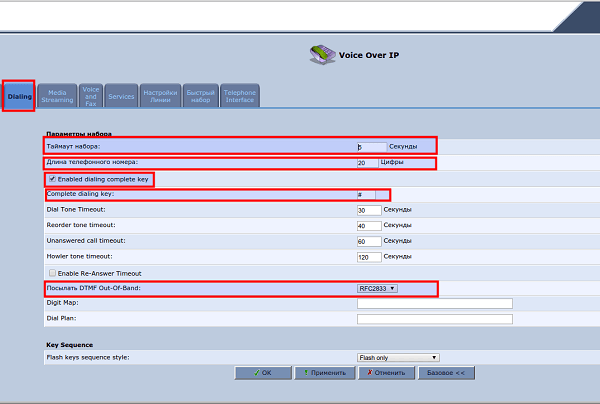 Voice Over IP
Dialing
Media Streaming
Voice and Fax
Services
Настройки Линии
Быстрый набор
Telephone Interface
Параметры набора
Таймаут набора: 5 Секунды
Длина телефонного номера: 20 Цифры
Enabled dialing complete key
Complete dialing key: #
Dial Tone Timeout: 30 Секунды
Reorder tone timeout: 40 Секунды
Unanswered call timeout: 60 Секунды
Howler tone timeout: 120 Секунды
Enable Re-Answer Timeout
Посылать DTMF Out-Of-Band: RFC2833
Digit Map:
Dial Plan:
Key Sequence
Flash keys sequence style: Flash only
OK Применить Отменить Базовое <<